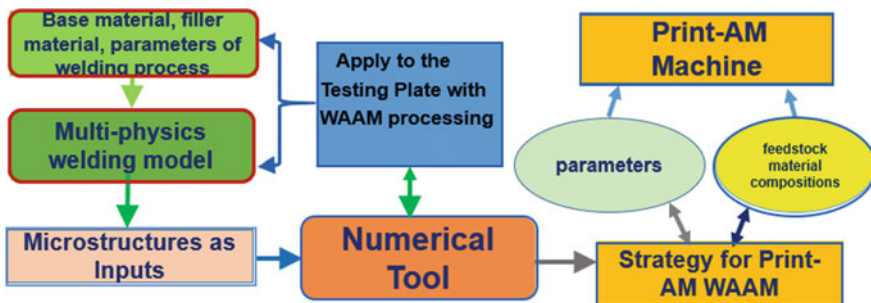 Base material, filler
material, parameters of
welding process
Multi-physics
welding model
Microstructures as
Inputs
Apply to the
Testing Plate with
WAAM processing
Numerical
Tool
Print-AM
Machine
parameters
feedstock
material
compositions
Strategy for Print-
AM WAAM